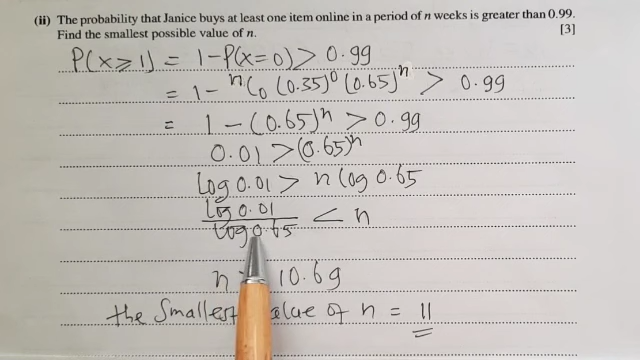 (ii) The probability that Janice buys at least one item online in a period of n weeks is greater than 0.99.
Find the smallest possible value of n. [3]
P(x ≥ 1) = 1 - P(x = 0) > 0.99
= 1 - ⁿC₀ (0.35)⁰ (0.65)ⁿ > 0.99
= 1 - (0.65)ⁿ > 0.99
0.01 > (0.65)ⁿ
log 0.01 > n log 0.65
log 0.01
log 0.65 < n
n > 10.69
the Smallest value of n = 11